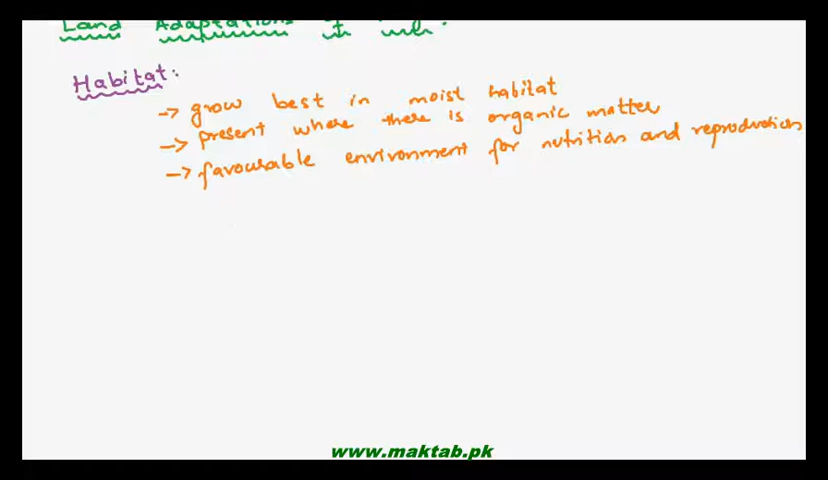 Land Adaptations of
Habitat:
-> grow best in moist habitat
-> present where there is organic matter
-> favourable environment for nutrition and reproduction
www.maktab.pk